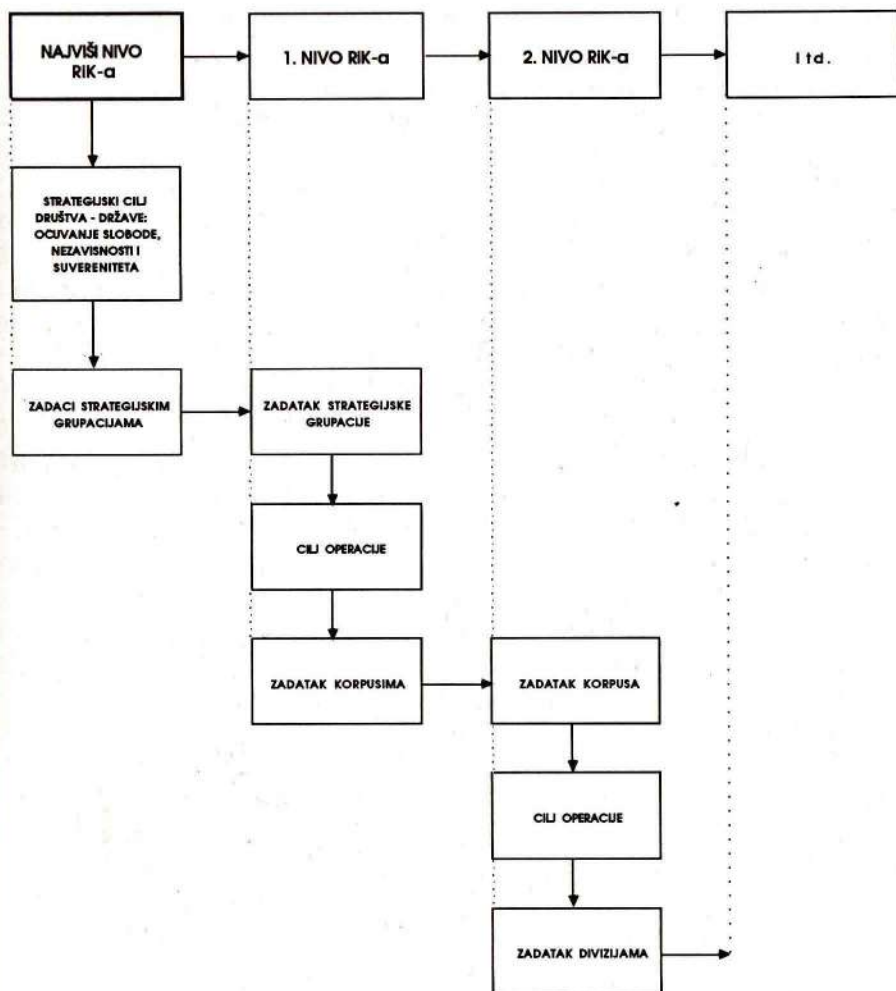 NAJVIŠI NIVO
RIK-a
1. NIVO RIK-a
2. NIVO RIK-a
I td.
STRATEGIJSKI CILJ
DRUŠTVA - DRŽAVE:
OCUVANJE SLOBODE,
NEZAVISNOSTI I
SUVERENITETA
ZADACI STRATEGIJSKIM
GRUPACIJAMA
ZADATAK STRATEGIJSKE
GRUPACIJE
CILJ OPERACIJE
ZADATAK KORPUSIMA
ZADATAK KORPUSA
CILJ OPERACIJE
ZADATAK DIVIZIJAMA